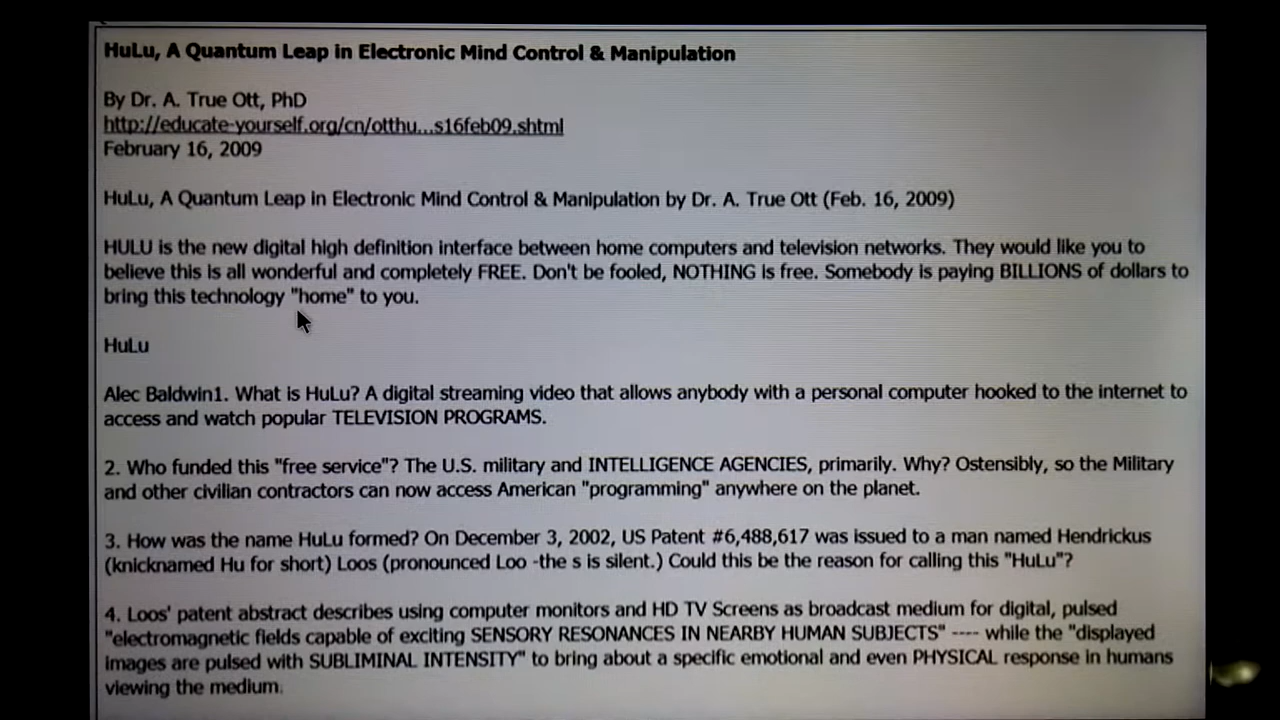 HuLu, A Quantum Leap in Electronic Mind Control & Manipulation
By Dr. A. True Ott, PhD
http://educate-yourself.org/cn/otthu...s16feb09.shtml
February 16, 2009
HuLu, A Quantum Leap in Electronic Mind Control & Manipulation by Dr. A. True Ott (Feb. 16, 2009)
HULU is the new digital high definition interface between home computers and television networks. They would like you to
believe this is all wonderful and completely FREE. Don't be fooled, NOTHING is free. Somebody is paying BILLIONS of dollars to
bring this technology "home" to you.
HuLu
Alec Baldwin1. What is HuLu? A digital streaming video that allows anybody with a personal computer hooked to the internet to
access and watch popular TELEVISION PROGRAMS.
2. Who funded this "free service"? The U.S. military and INTELLIGENCE AGENCIES, primarily. Why? Ostensibly, so the Military
and other civilian contractors can now access American "programming" anywhere on the planet.
3. How was the name HuLu formed? On December 3, 2002, US Patent #6,488,617 was issued to a man named Hendrickus
(knicknamed Hu for short) Loos (pronounced Loo -the s is silent.) Could this be the reason for calling this "HuLu"?
4. Loos' patent abstract describes using computer monitors and HD TV Screens as broadcast medium for digital, pulsed
"electromagnetic fields capable of exciting SENSORY RESONANCES IN NEARBY HUMAN SUBJECTS" ---- while the "displayed
images are pulsed with SUBLIMINAL INTENSITY" to bring about a specific emotional and even PHYSICAL response in humans
viewing the medium.